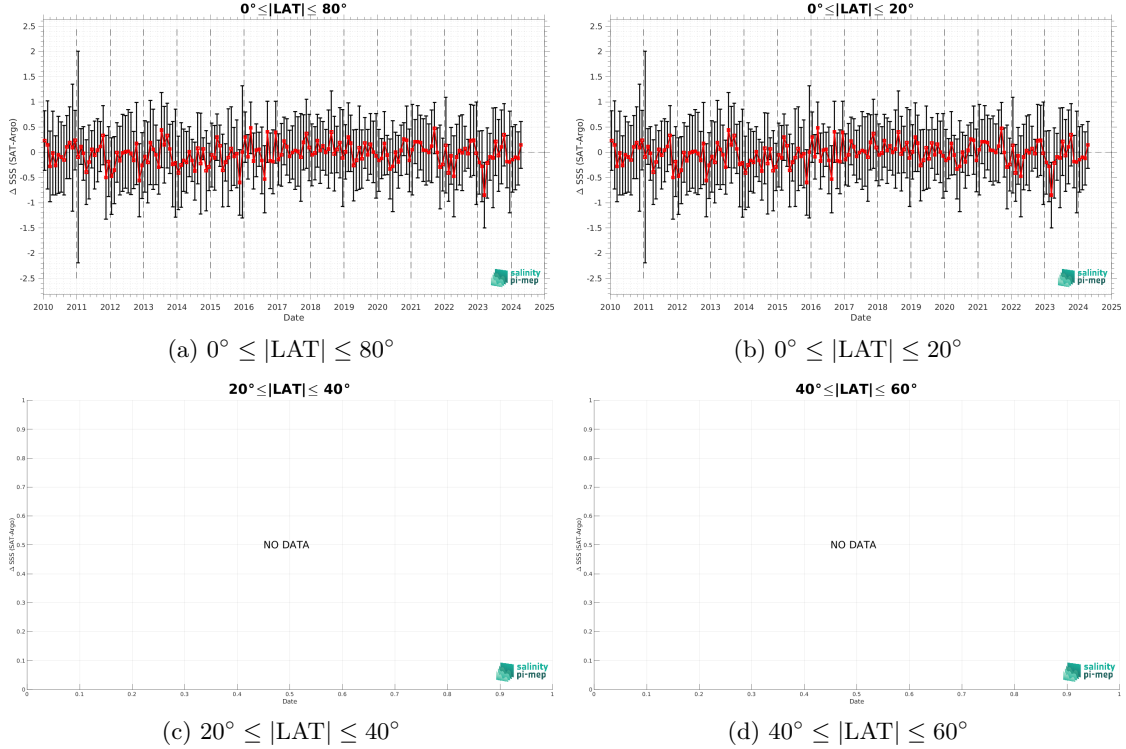 0°≤|LAT|≤ 80°
2.5
2
1.5
1
0.5
0
-0.5
-1
-1.5
-2
-2.5
Δ SSS (SAT-Argo)
2010 2011 2012 2013 2014 2015 2016 2017 2018 2019 2020 2021 2022 2023 2024 2025
Date
salinity
pi-mep
(a) 0° ≤ |LAT| ≤ 80°
0°≤|LAT|≤ 20°
2.5
2
1.5
1
0.5
0
-0.5
-1
-1.5
-2
-2.5
Δ SSS (SAT-Argo)
2010 2011 2012 2013 2014 2015 2016 2017 2018 2019 2020 2021 2022 2023 2024 2025
Date
salinity
pi-mep
(b) 0° ≤ |LAT| ≤ 20°
20°≤|LAT|≤ 40°
1
0.9
0.8
0.7
0.6
0.5
0.4
0.3
0.2
0.1
0
Δ SSS (SAT-Argo)
NO DATA
0 0.1 0.2 0.3 0.4 0.5 0.6 0.7 0.8 0.9 1
Date
salinity
pi-mep
(c) 20° ≤ |LAT| ≤ 40°
40°≤|LAT|≤ 60°
1
0.9
0.8
0.7
0.6
0.5
0.4
0.3
0.2
0.1
0
Δ SSS (SAT-Argo)
NO DATA
0 0.1 0.2 0.3 0.4 0.5 0.6 0.7 0.8 0.9 1
Date
salinity
pi-mep
(d) 40° ≤ |LAT| ≤ 60°